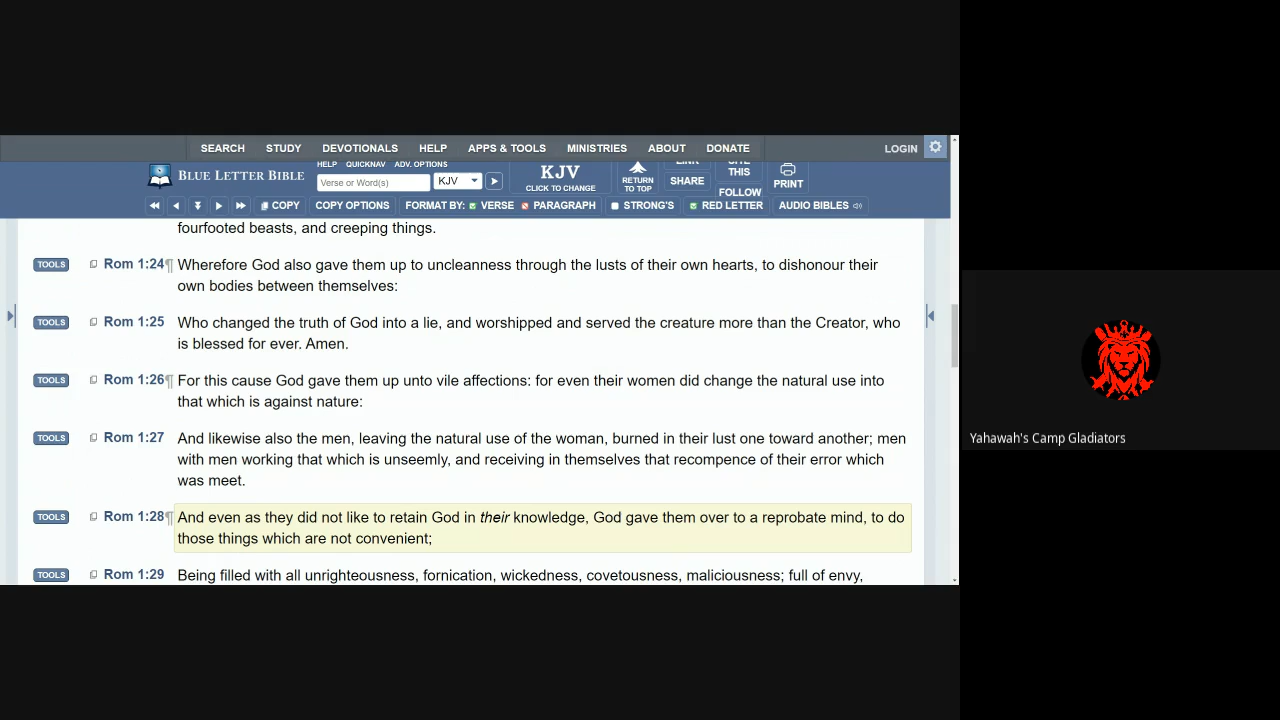 SEARCH STUDY DEVOTIONALS HELP APPS & TOOLS MINISTRIES ABOUT DONATE LOGIN
BLUE LETTER BIBLE
HELP QUICKNAV ADV. OPTIONS
Verse or Word(s) KJV
KJV
CLICK TO CHANGE
RETURN
TO TOP
LINK
SHARE
CITE
THIS
FOLLOW
PRINT
COPY COPY OPTIONS FORMAT BY: VERSE PARAGRAPH STRONG'S RED LETTER AUDIO BIBLES
fourfooted beasts, and creeping things.
TOOLS Rom 1:24 ¶ Wherefore God also gave them up to uncleanness through the lusts of their own hearts, to dishonour their
own bodies between themselves:
TOOLS Rom 1:25 Who changed the truth of God into a lie, and worshipped and served the creature more than the Creator, who
is blessed for ever. Amen.
TOOLS Rom 1:26 ¶ For this cause God gave them up unto vile affections: for even their women did change the natural use into
that which is against nature:
TOOLS Rom 1:27 And likewise also the men, leaving the natural use of the woman, burned in their lust one toward another; men
with men working that which is unseemly, and receiving in themselves that recompence of their error which
was meet.
TOOLS Rom 1:28 ¶ And even as they did not like to retain God in their knowledge, God gave them over to a reprobate mind, to do
those things which are not convenient;
TOOLS Rom 1:29 Being filled with all unrighteousness, fornication, wickedness, covetousness, maliciousness; full of envy,
Yahawah's Camp Gladiators